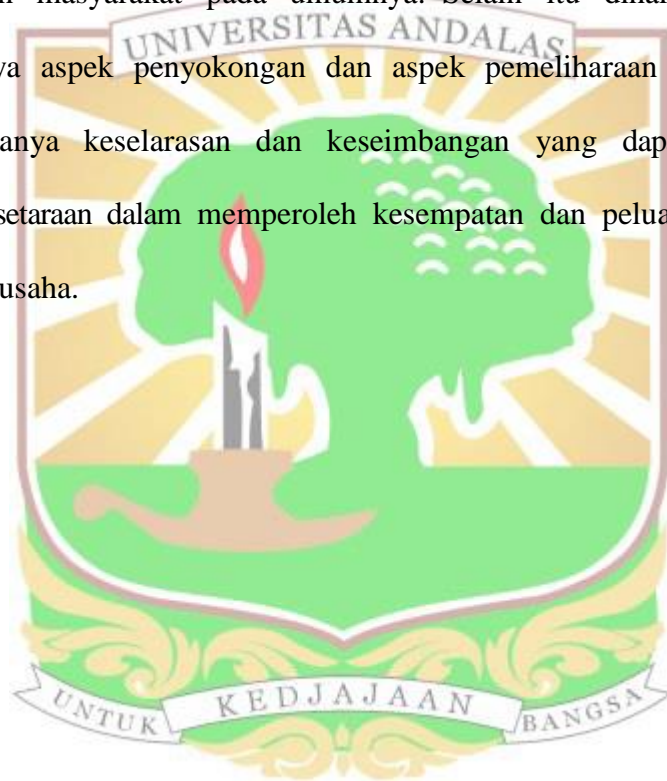 masyarakat pada umumnya. Selain itu
UNIVERSITAS ANDALAS
aspek penyokongan dan aspek pemeliharaan
anya keselarasan dan keseimbangan yang dap
setaraan dalam memperoleh kesempatan dan pelua
usaha.
UNTUK KEDJAJAAN BANGSA